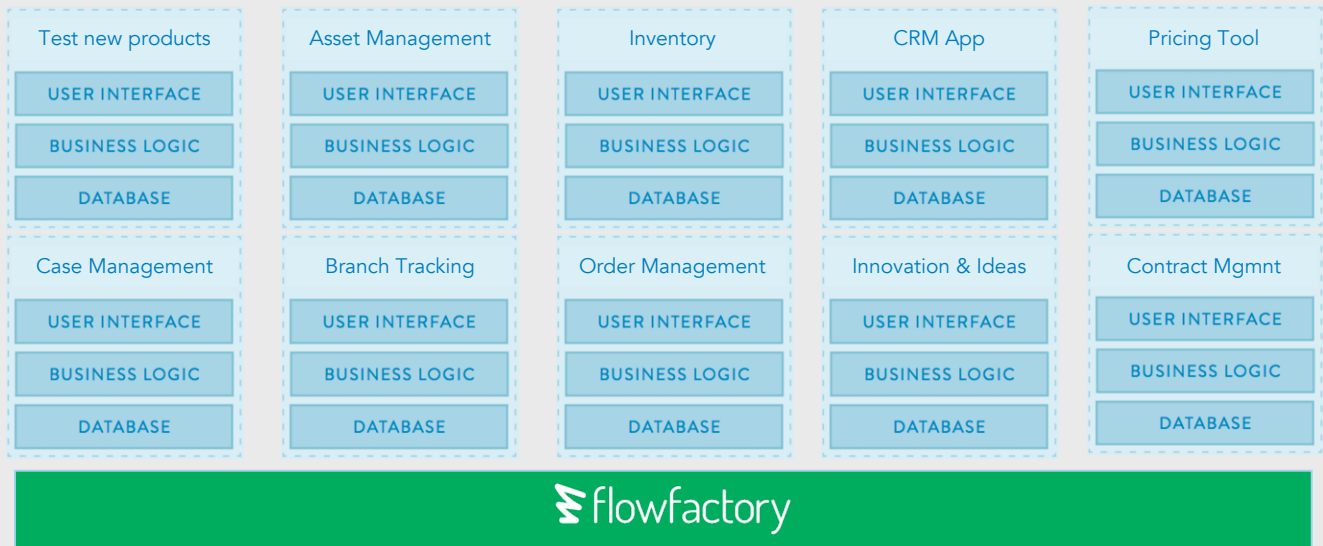 Test new products
USER INTERFACE
BUSINESS LOGIC
DATABASE
Asset Management
USER INTERFACE
BUSINESS LOGIC
DATABASE
Inventory
USER INTERFACE
BUSINESS LOGIC
DATABASE
CRM App
USER INTERFACE
BUSINESS LOGIC
DATABASE
Pricing Tool
USER INTERFACE
BUSINESS LOGIC
DATABASE
Case Management
USER INTERFACE
BUSINESS LOGIC
DATABASE
Branch Tracking
USER INTERFACE
BUSINESS LOGIC
DATABASE
Order Management
USER INTERFACE
BUSINESS LOGIC
DATABASE
Innovation & Ideas
USER INTERFACE
BUSINESS LOGIC
DATABASE
Contract Mgmnt
USER INTERFACE
BUSINESS LOGIC
DATABASE
flowfactory